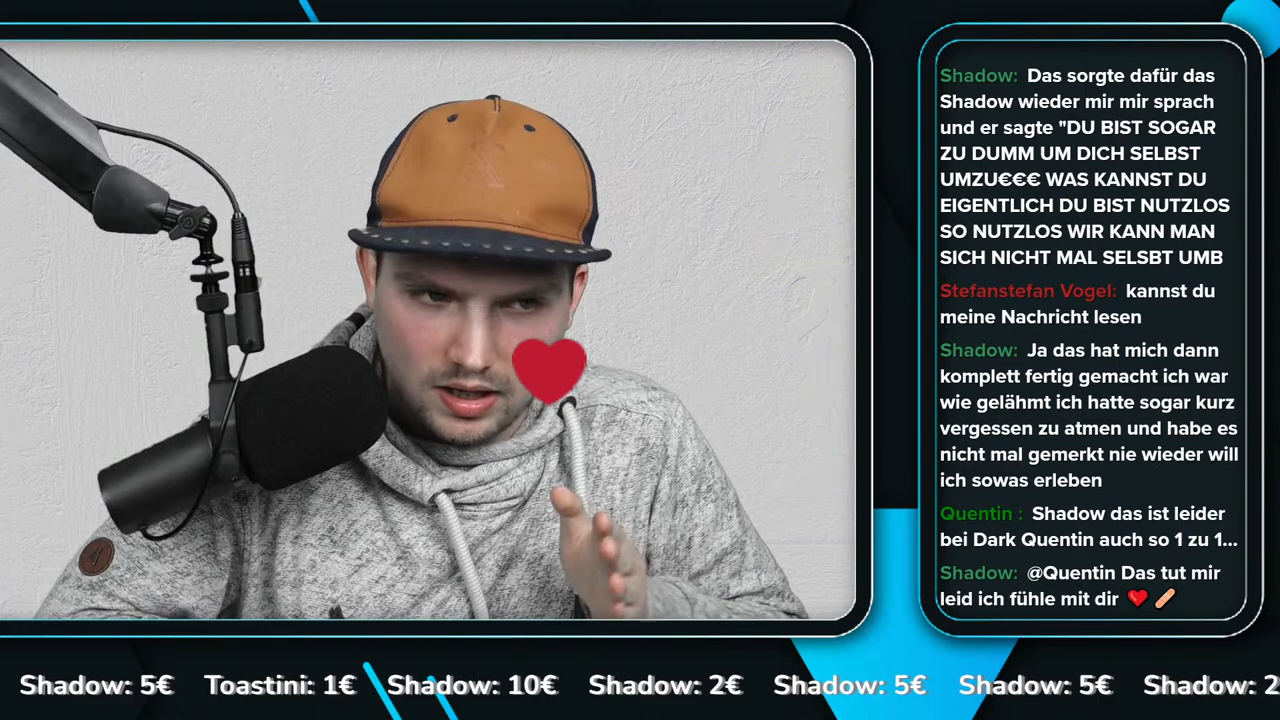 Shadow: Das sorgte dafür das
Shadow wieder mir mir sprach
und er sagte "DU BIST SOGAR
ZU DUMM UM DICH SELBST
UMZU€€€ WAS KANNST DU
EIGENTLICH DU BIST NUTZLOS
SO NUTZLOS WIR KANN MAN
SICH NICHT MAL SELSBT UMB
Stefanstefan Vogel: kannst du
meine Nachricht lesen
Shadow: Ja das hat mich dann
komplett fertig gemacht ich war
wie gelähmt ich hatte sogar kurz
vergessen zu atmen und habe es
nicht mal gemerkt nie wieder will
ich sowas erleben
Quentin : Shadow das ist leider
bei Dark Quentin auch so 1 zu 1...
Shadow: @Quentin Das tut mir
leid ich fühle mit dir ❤️ 🩹
Shadow: 5€ Toastini: 1€ Shadow: 10€ Shadow: 2€ Shadow: 5€ Shadow: 5€ Shadow: 2